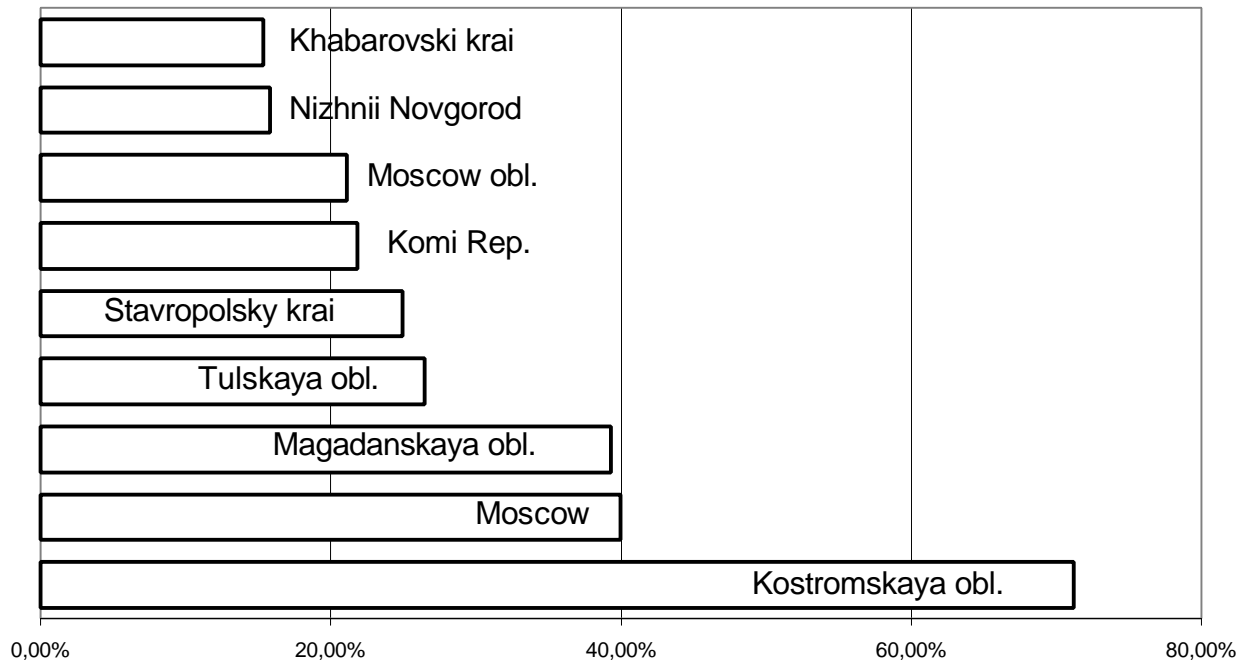 Khabarovski krai
Nizhnii Novgorod
Moscow obl.
Komi Rep.
Stavropolsky krai
Tulskaya obl.
Magadanskaya obl.
Moscow
Kostromskaya obl.
0,00% 20,00% 40,00% 60,00% 80,00%